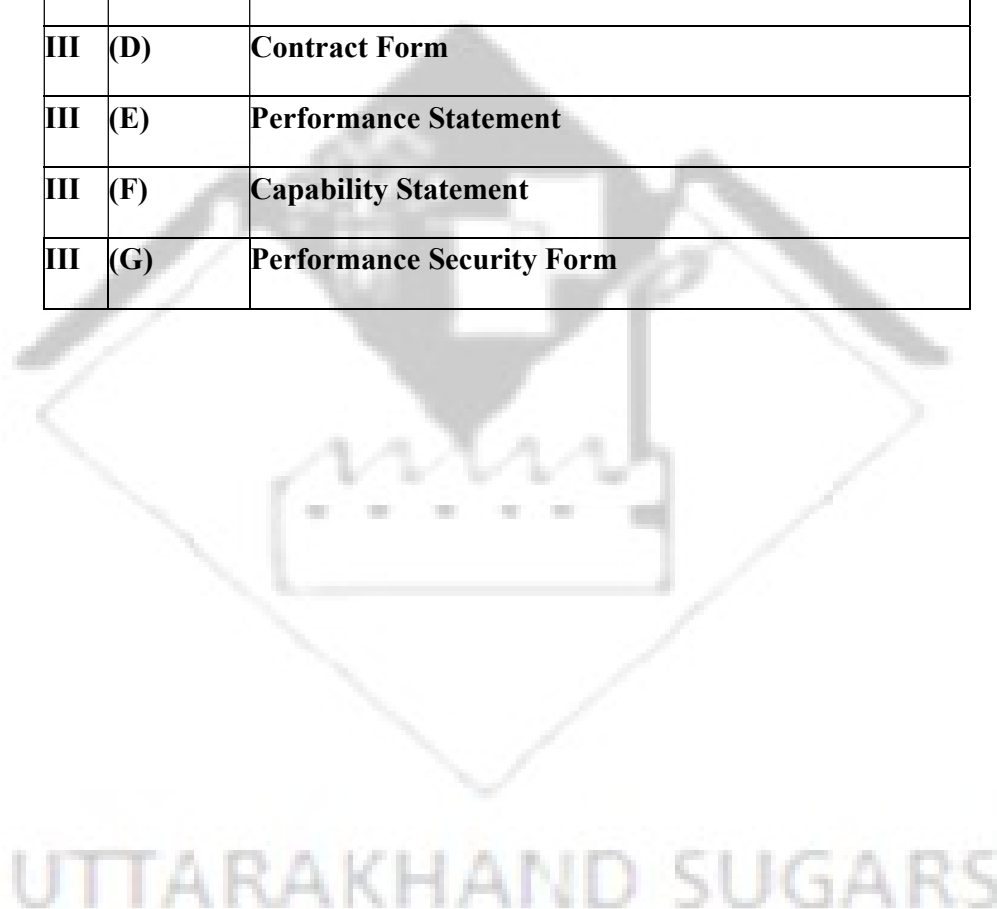 III (D) Contract Form
III (E) Performance Statement
III (F) Capability Statement
III (G) Performance Security Form
UTTARAKHAND SUGARS